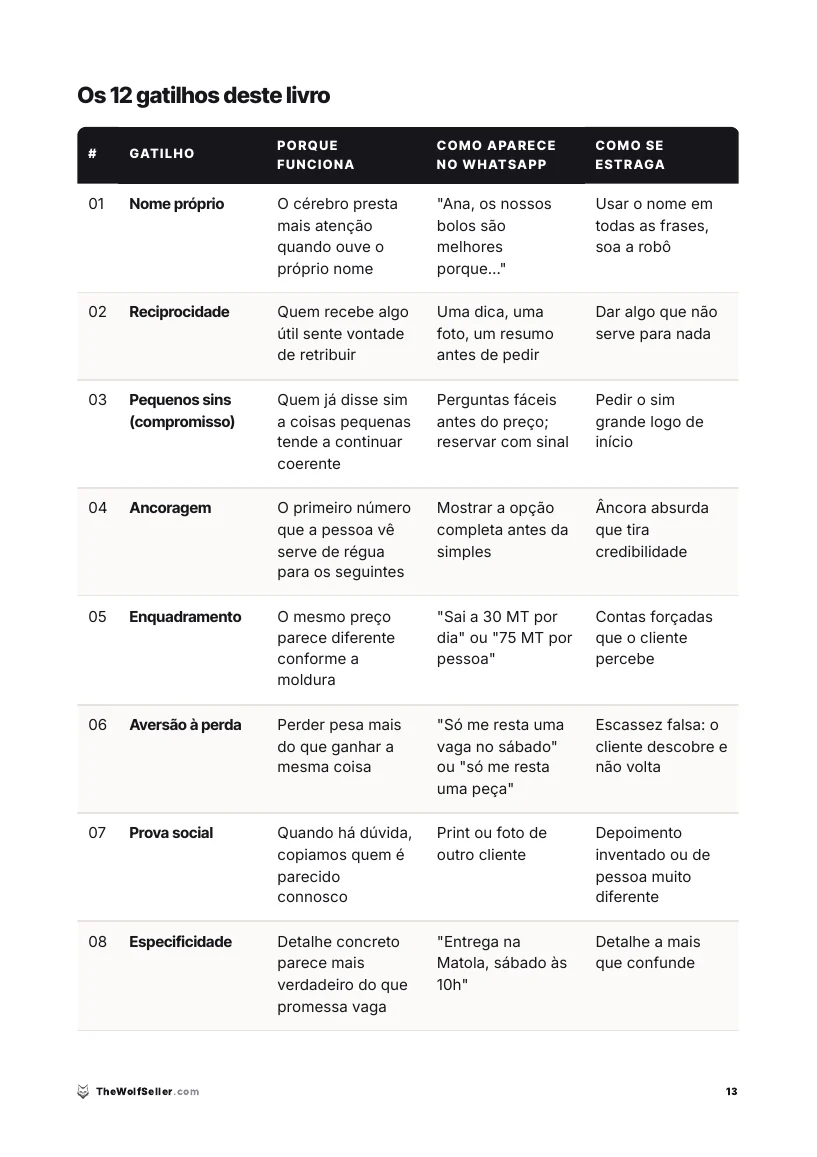 Os 12 gatilhos deste livro
# GATILHO PORQUE FUNCIONA COMO APARECE NO WHATSAPP COMO SE ESTRAGA
01 Nome próprio
O cérebro presta
mais atenção
quando ouve o
próprio nome
"Ana, os nossos
bolos são
melhores
porque..."
Usar o nome em
todas as frases,
soa a robô
02 Reciprocidade
Quem recebe algo
útil sente vontade
de retribuir
Uma dica, uma
foto, um resumo
antes de pedir
Dar algo que não
serve para nada
03 Pequenos sins
(compromisso)
Quem já disse sim
a coisas pequenas
tende a continuar
coerente
Perguntas fáceis
antes do preço;
reservar com sinal
Pedir o sim
grande logo de
início
04 Ancoragem
O primeiro número
que a pessoa vê
serve de régua
para os seguintes
Mostrar a opção
completa antes da
simples
Âncora absurda
que tira
credibilidade
05 Enquadramento
O mesmo preço
parece diferente
conforme a
moldura
"Sai a 30 MT por
dia" ou "75 MT por
pessoa"
Contas forçadas
que o cliente
percebe
06 Aversão à perda
Perder pesa mais
do que ganhar a
mesma coisa
"Só me resta uma
vaga no sábado"
ou "só me resta
uma peça"
Escassez falsa: o
cliente descobre e
não volta
07 Prova social
Quando há dúvida,
copiamos quem é
parecido
connosco
Print ou foto de
outro cliente
Depoimento
inventado ou de
pessoa muito
diferente
08 Especificidade
Detalhe concreto
parece mais
verdadeiro do que
promessa vaga
"Entrega na
Matola, sábado às
10h"
Detalhe a mais
que confunde
TheWolfSeller.com
13